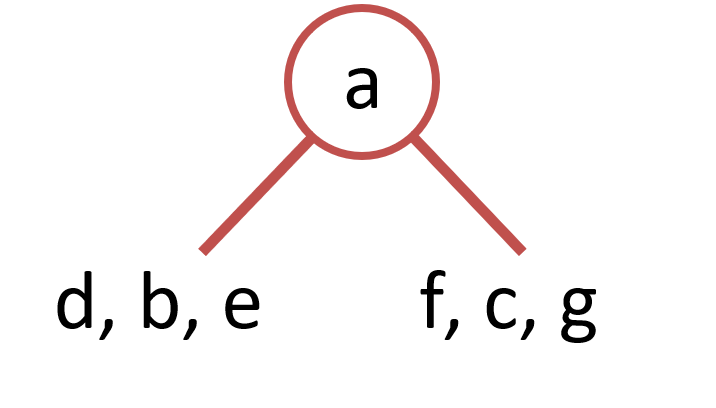 a
d, b, e
f, c, g